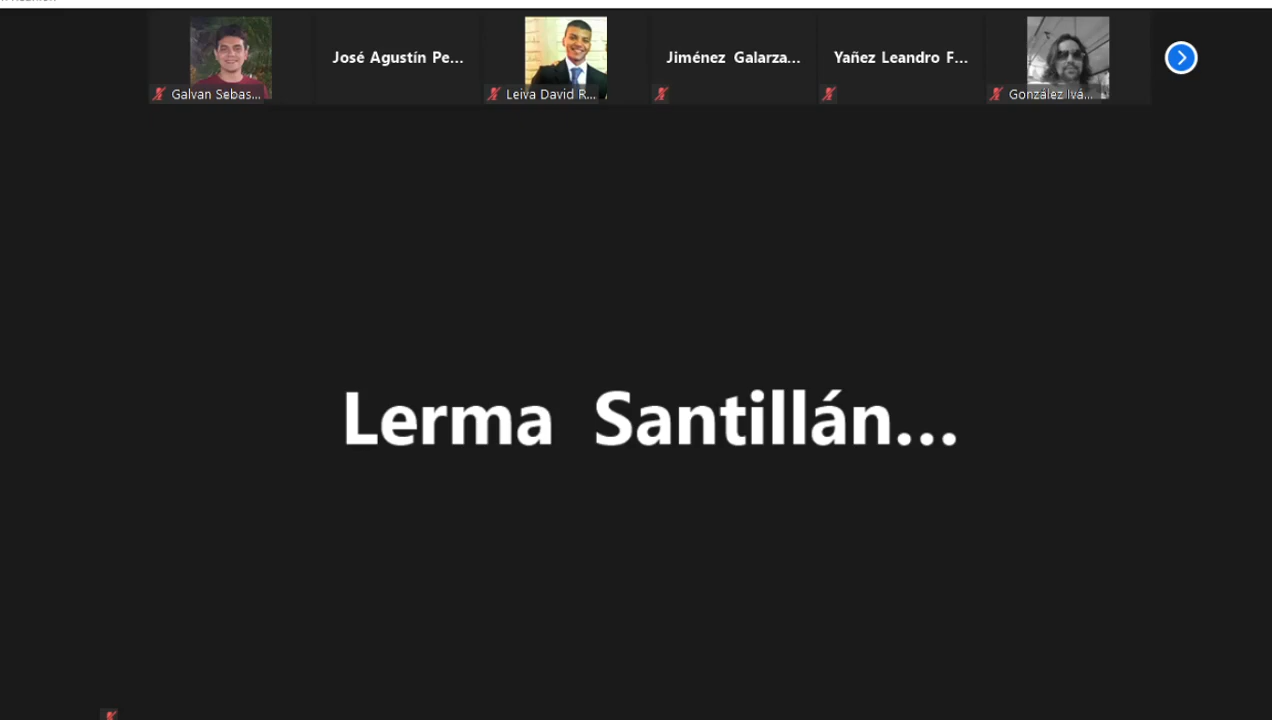 Galvan Sebas...
José Agustín Pe...
Leiva David R...
Jiménez Galarza...
Yañez Leandro F...
González Ivá...
Lerma Santillán...